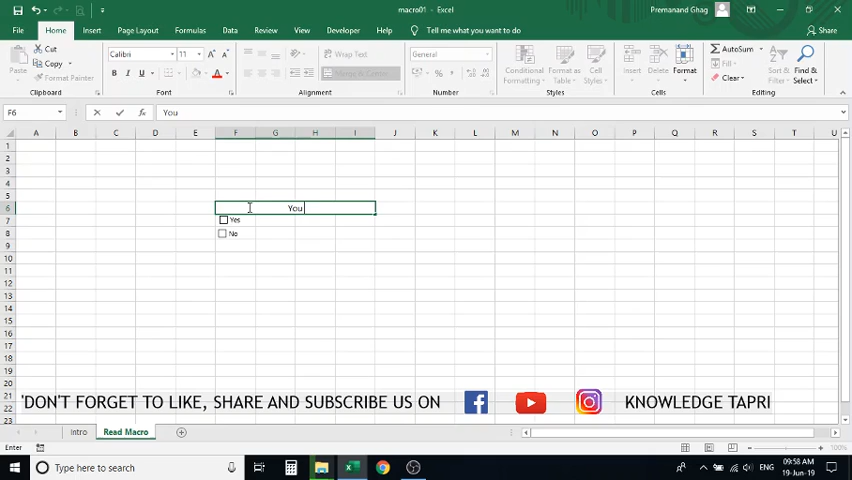 macro01 - Excel
Premanand Ghag
File Home Insert Page Layout Formulas Data Review View Developer Help Tell me what you want to do Share
Cut
Copy
Format Painter
Paste
Clipboard
Calibri 11
B I U
Font
Wrap Text
Merge & Center
Alignment
General
Number
Conditional Formatting
Format as Table
Cell Styles
Styles
Insert Delete Format
Cells
AutoSum
Fill
Clear
Sort & Filter
Find & Select
Editing
F6 fx You
A B C D E F G H I J K L M N O P Q R S T U
1
2
3
4
5
6 You
7 Yes
8 No
9
10
11
12
13
14
15
16
17
18
19
20
21
'DON'T FORGET TO LIKE, SHARE AND SUBSCRIBE US ON KNOWLEDGE TAPRI
22
23
Intro Read Macro
Enter
Type here to search
ENG
09:58 AM
19-Jun-19